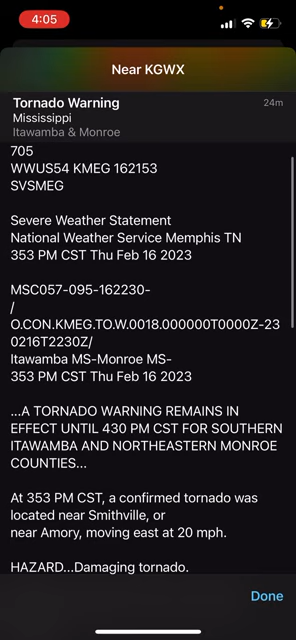 4:05
Near KGWX
Tornado Warning
24m
Mississippi
Itawamba & Monroe
705
WWUS54 KMEG 162153
SVSMEG
Severe Weather Statement
National Weather Service Memphis TN
353 PM CST Thu Feb 16 2023
MSC057-095-162230-
/
O.CON.KMEG.TO.W.0018.000000T0000Z-23
0216T2230Z/
Itawamba MS-Monroe MS-
353 PM CST Thu Feb 16 2023
...A TORNADO WARNING REMAINS IN
EFFECT UNTIL 430 PM CST FOR SOUTHERN
ITAWAMBA AND NORTHEASTERN MONROE
COUNTIES...
At 353 PM CST, a confirmed tornado was
located near Smithville, or
near Amory, moving east at 20 mph.
HAZARD...Damaging tornado.
Done